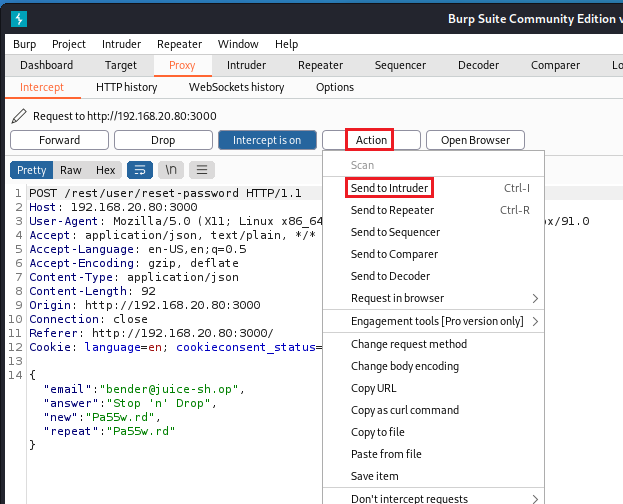 Burp Suite Community Edition v
Burp Project Intruder Repeater Window Help
Dashboard Target Proxy Intruder Repeater Sequencer Decoder Comparer Lo
Intercept HTTP history WebSockets history Options
Request to http://192.168.20.80:3000
Forward Drop Intercept is on Action Open Browser
Pretty Raw Hex \n
Scan
1 POST /rest/user/reset-password HTTP/1.1
Send to Intruder Ctrl-I
2 Host: 192.168.20.80:3000
Send to Repeater Ctrl-R
3 User-Agent: Mozilla/5.0 (X11; Linux x86_64 ox/91.0
Send to Sequencer
4 Accept: application/json, text/plain, */*
5 Accept-Language: en-US,en;q=0.5
Send to Comparer
6 Accept-Encoding: gzip, deflate
7 Content-Type: application/json
Send to Decoder
8 Content-Length: 92
Request in browser
9 Origin: http://192.168.20.80:3000
10 Connection: close
Engagement tools [Pro version only]
11 Referer: http://192.168.20.80:3000/
12 Cookie: language=en; cookieconsent_status=
Change request method
13
Change body encoding
14 {
Copy URL
"email":"bender@juice-sh.op",
"answer":"Stop 'n' Drop",
Copy as curl command
"new":"Pa55w.rd",
"repeat":"Pa55w.rd"
Copy to file
}
Paste from file
Save item
Don't intercept requests